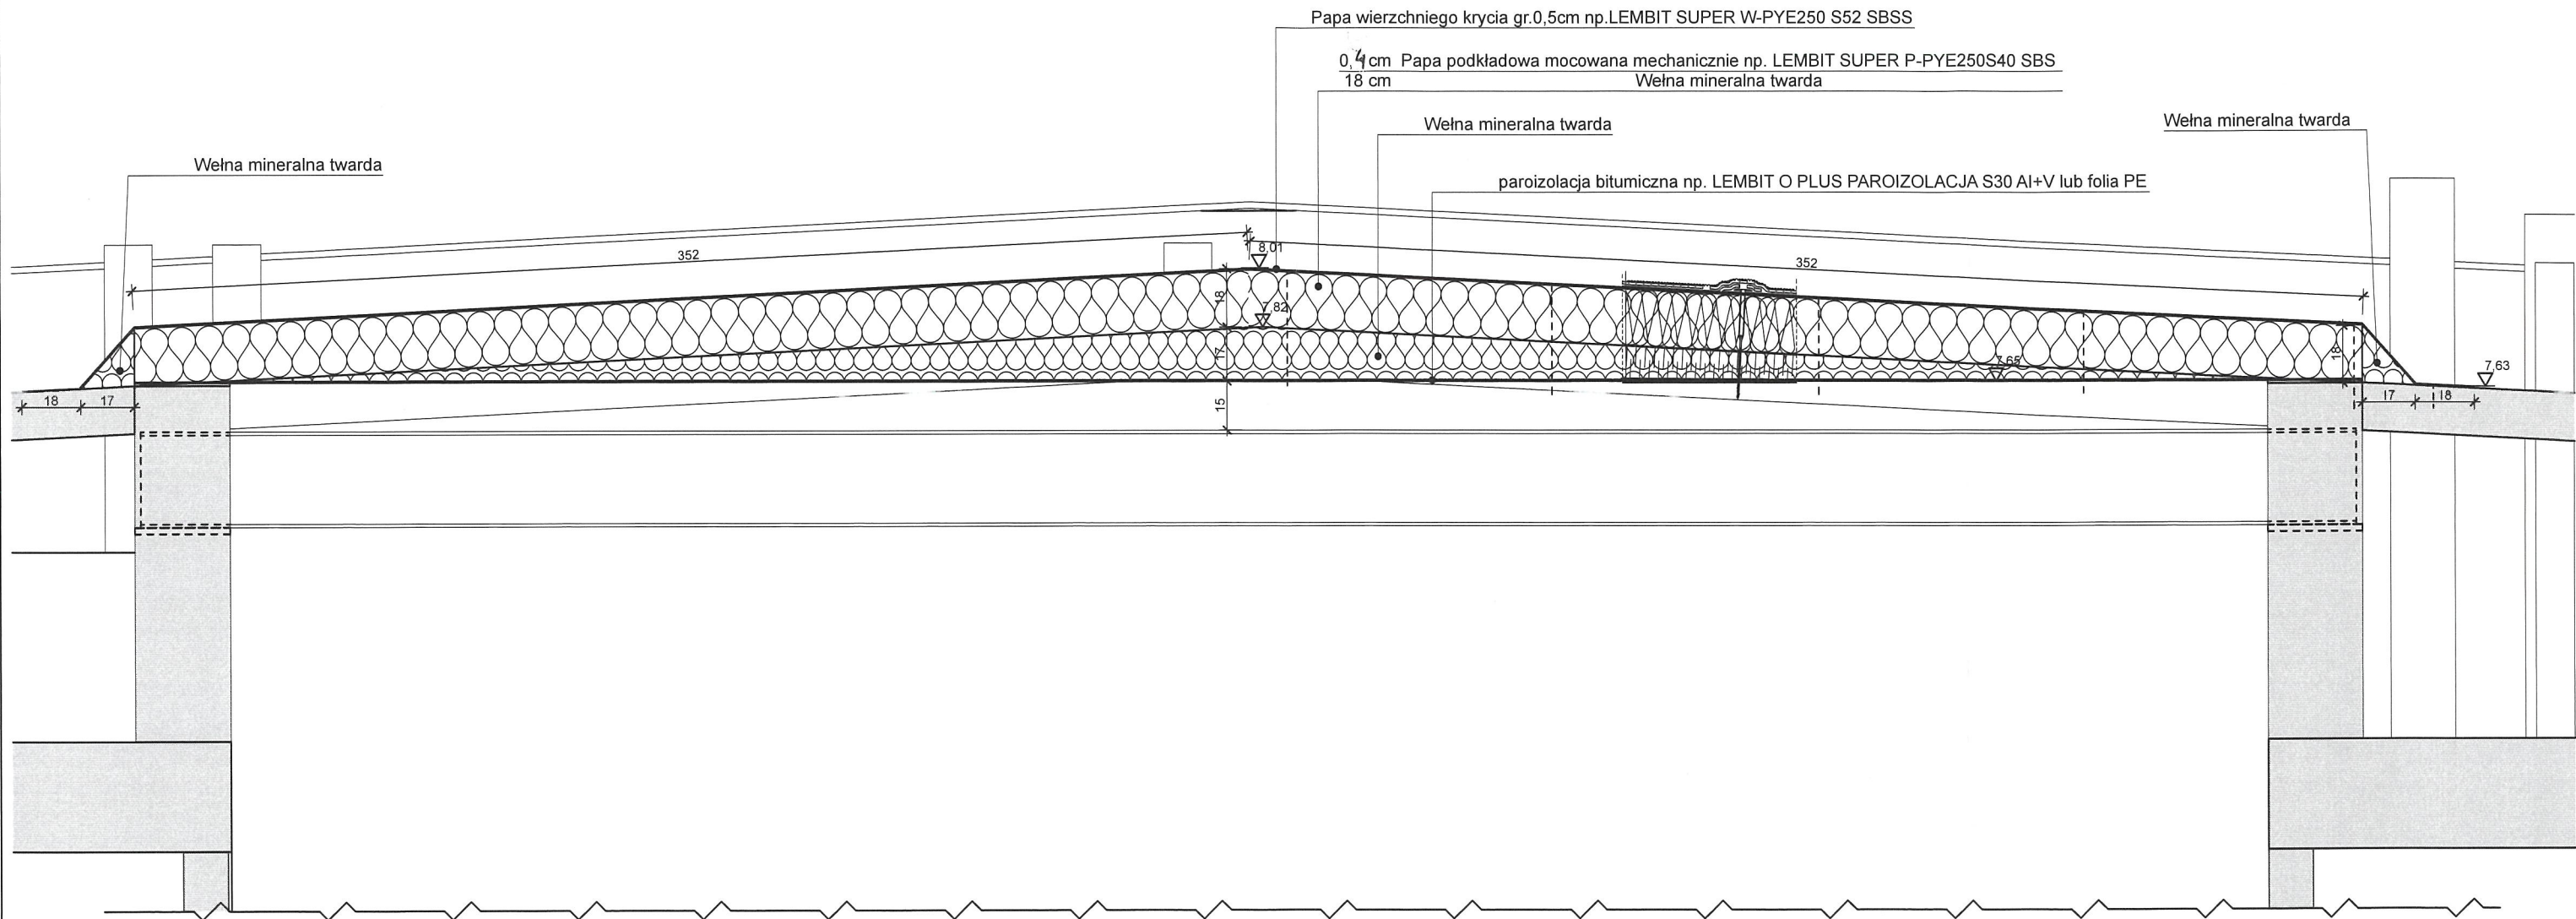 Papa wierzchniego krycia gr.0,5cm np.LEMBIT SUPER W-PYE250 S52 SBSS
0,4cm Papa podkładowa mocowana mechanicznie np. LEMBIT SUPER P-PYE250S40 SBS
18 cm Wełna mineralna twarda
Wełna mineralna twarda
Wełna mineralna twarda
Wełna mineralna twarda
paroizolacja bitumiczna np. LEMBIT O PLUS PAROIZOLACJA S30 Al+V lub folia PE
352
8,01
352
18
7,82
17
18
7,65
7,63
18
17
15
17
18